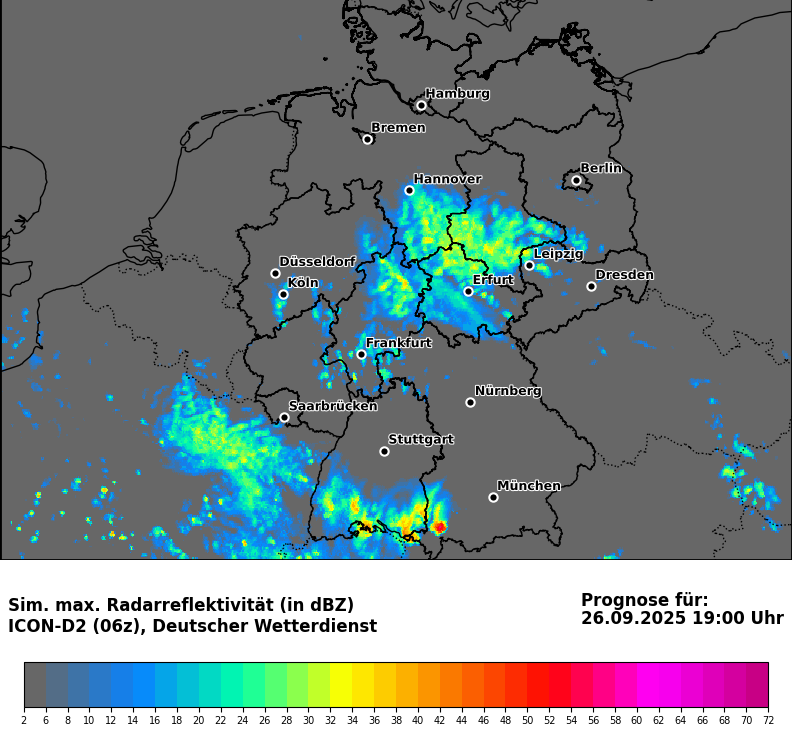 Hamburg
Bremen
Berlin
Hannover
Leipzig
Düsseldorf
Dresden
Köln
Erfurt
Frankfurt
Nürnberg
Saarbrücken
Stuttgart
München
Sim. max. Radarreflektivität (in dBZ)
ICON-D2 (06z), Deutscher Wetterdienst
Prognose für:
26.09.2025 19:00 Uhr
2 6 8 10 12 14 16 18 20 22 24 26 28 30 32 34 36 38 40 42 44 46 48 50 52 54 56 58 60 62 64 66 68 70 72